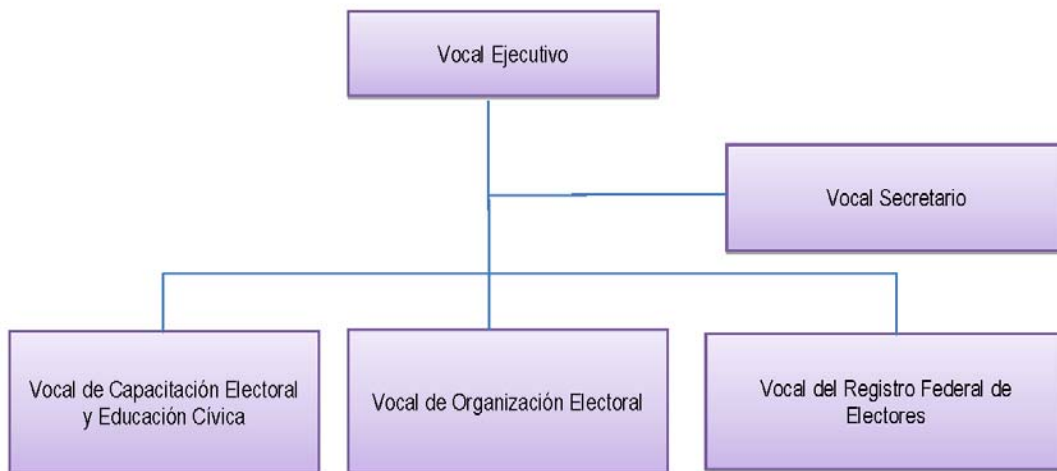 Vocal Ejecutivo
Vocal Secretario
Vocal de Capacitación Electoral
y Educación Cívica
Vocal de Organización Electoral
Vocal del Registro Federal de
Electores